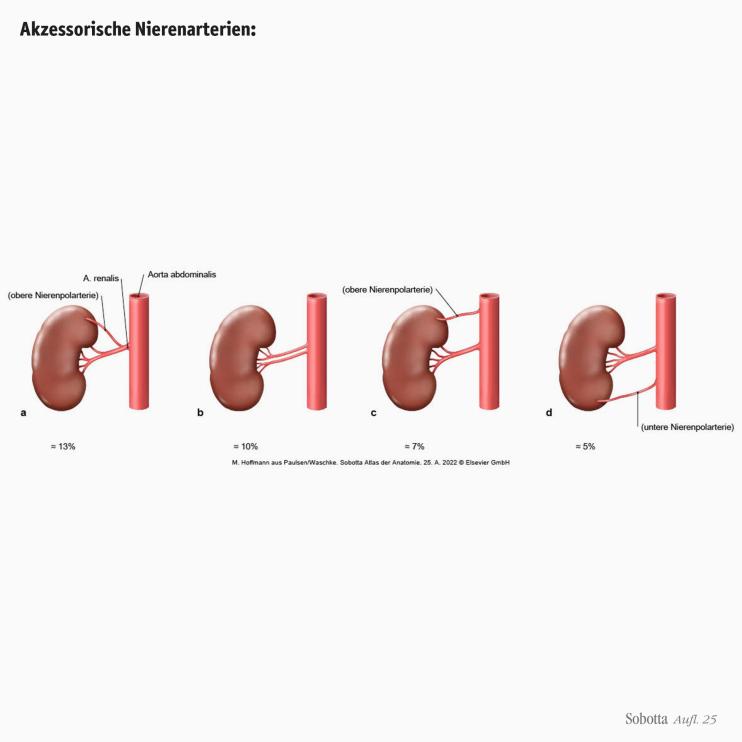 Akzessorische Nierenarterien:
A. renalis
Aorta abdominalis
(obere Nierenpolarterie)
(obere Nierenpolarterie)
a
b
c
d
(untere Nierenpolarterie)
≈ 13%
≈ 10%
≈ 7%
≈ 5%
M. Hoffmann aus Paulsen/Waschke. Sobotta Atlas der Anatomie. 25. A. 2022 © Elsevier GmbH
Sobotta Aufl. 25